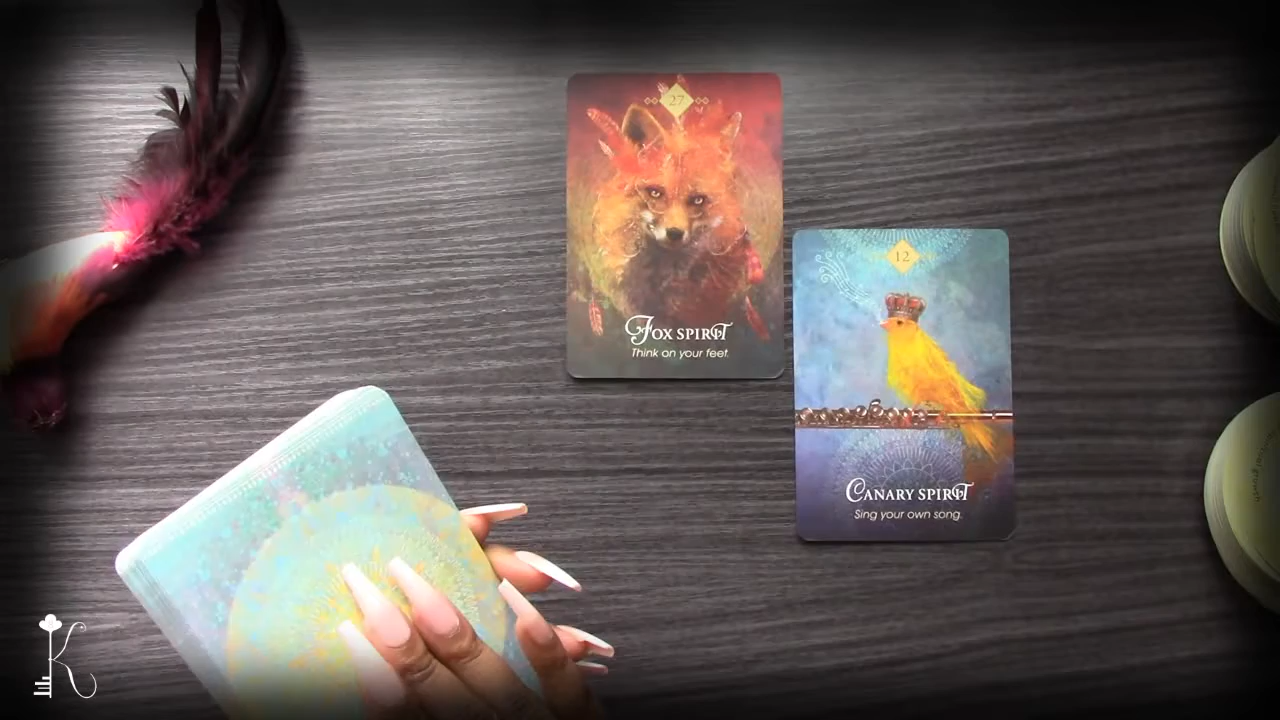 27
FOX SPIRIT
Think on your feet.
12
CANARY SPIRIT
Sing your own song.
K